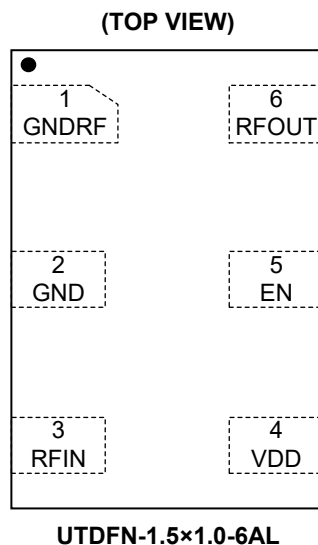 (TOP VIEW)
1
GNDRF
6
RFOUT
2
GND
5
EN
3
RFIN
4
VDD
UTDFN-1.5×1.0-6AL